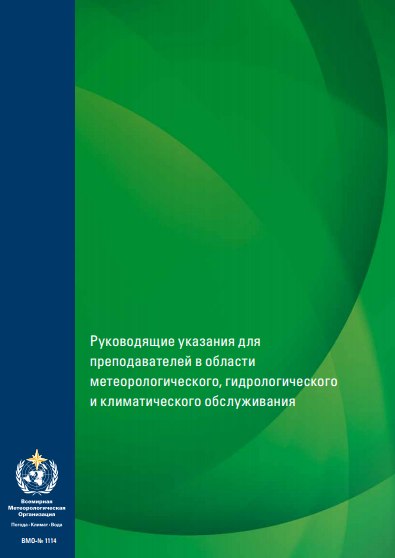 Руководящие указания для
преподавателей в области
метеорологического, гидрологического
и климатического обслуживания
Всемирная
Метеорологическая
Организация
Погода • Климат • Вода
ВМО-№ 1114